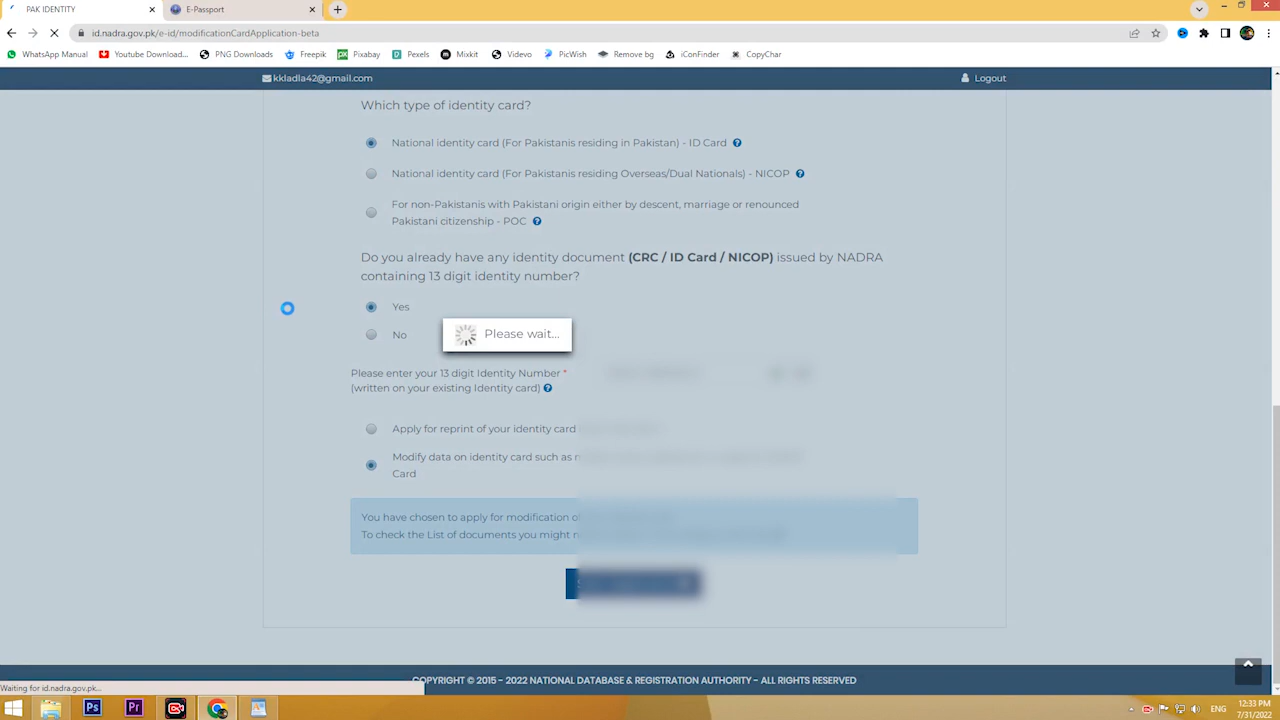 PAK IDENTITY
E-Passport
id.nadra.gov.pk/e-id/modificationCardApplication-beta
WhatsApp Manual
Youtube Download...
PNG Downloads
Freepik
Pixabay
Pexels
Mixkit
Videvo
PicWish
Remove bg
iConFinder
CopyChar
kkladla42@gmail.com
Logout
Which type of identity card?
National identity card (For Pakistanis residing in Pakistan) - ID Card
National identity card (For Pakistanis residing Overseas/Dual Nationals) - NICOP
For non-Pakistanis with Pakistani origin either by descent, marriage or renounced
Pakistani citizenship - POC
Do you already have any identity document (CRC / ID Card / NICOP) issued by NADRA
containing 13 digit identity number?
Yes
No
Please wait...
Please enter your 13 digit Identity Number *
(written on your existing Identity card)
Apply for reprint of your identity card
Modify data on identity card such as
Card
You have chosen to apply for modification
To check the List of documents you might
COPYRIGHT © 2015 - 2022 NATIONAL DATABASE & REGISTRATION AUTHORITY - ALL RIGHTS RESERVED
Waiting for id.nadra.gov.pk...
Ps
Pr
ENG
12:33 PM
7/31/2022